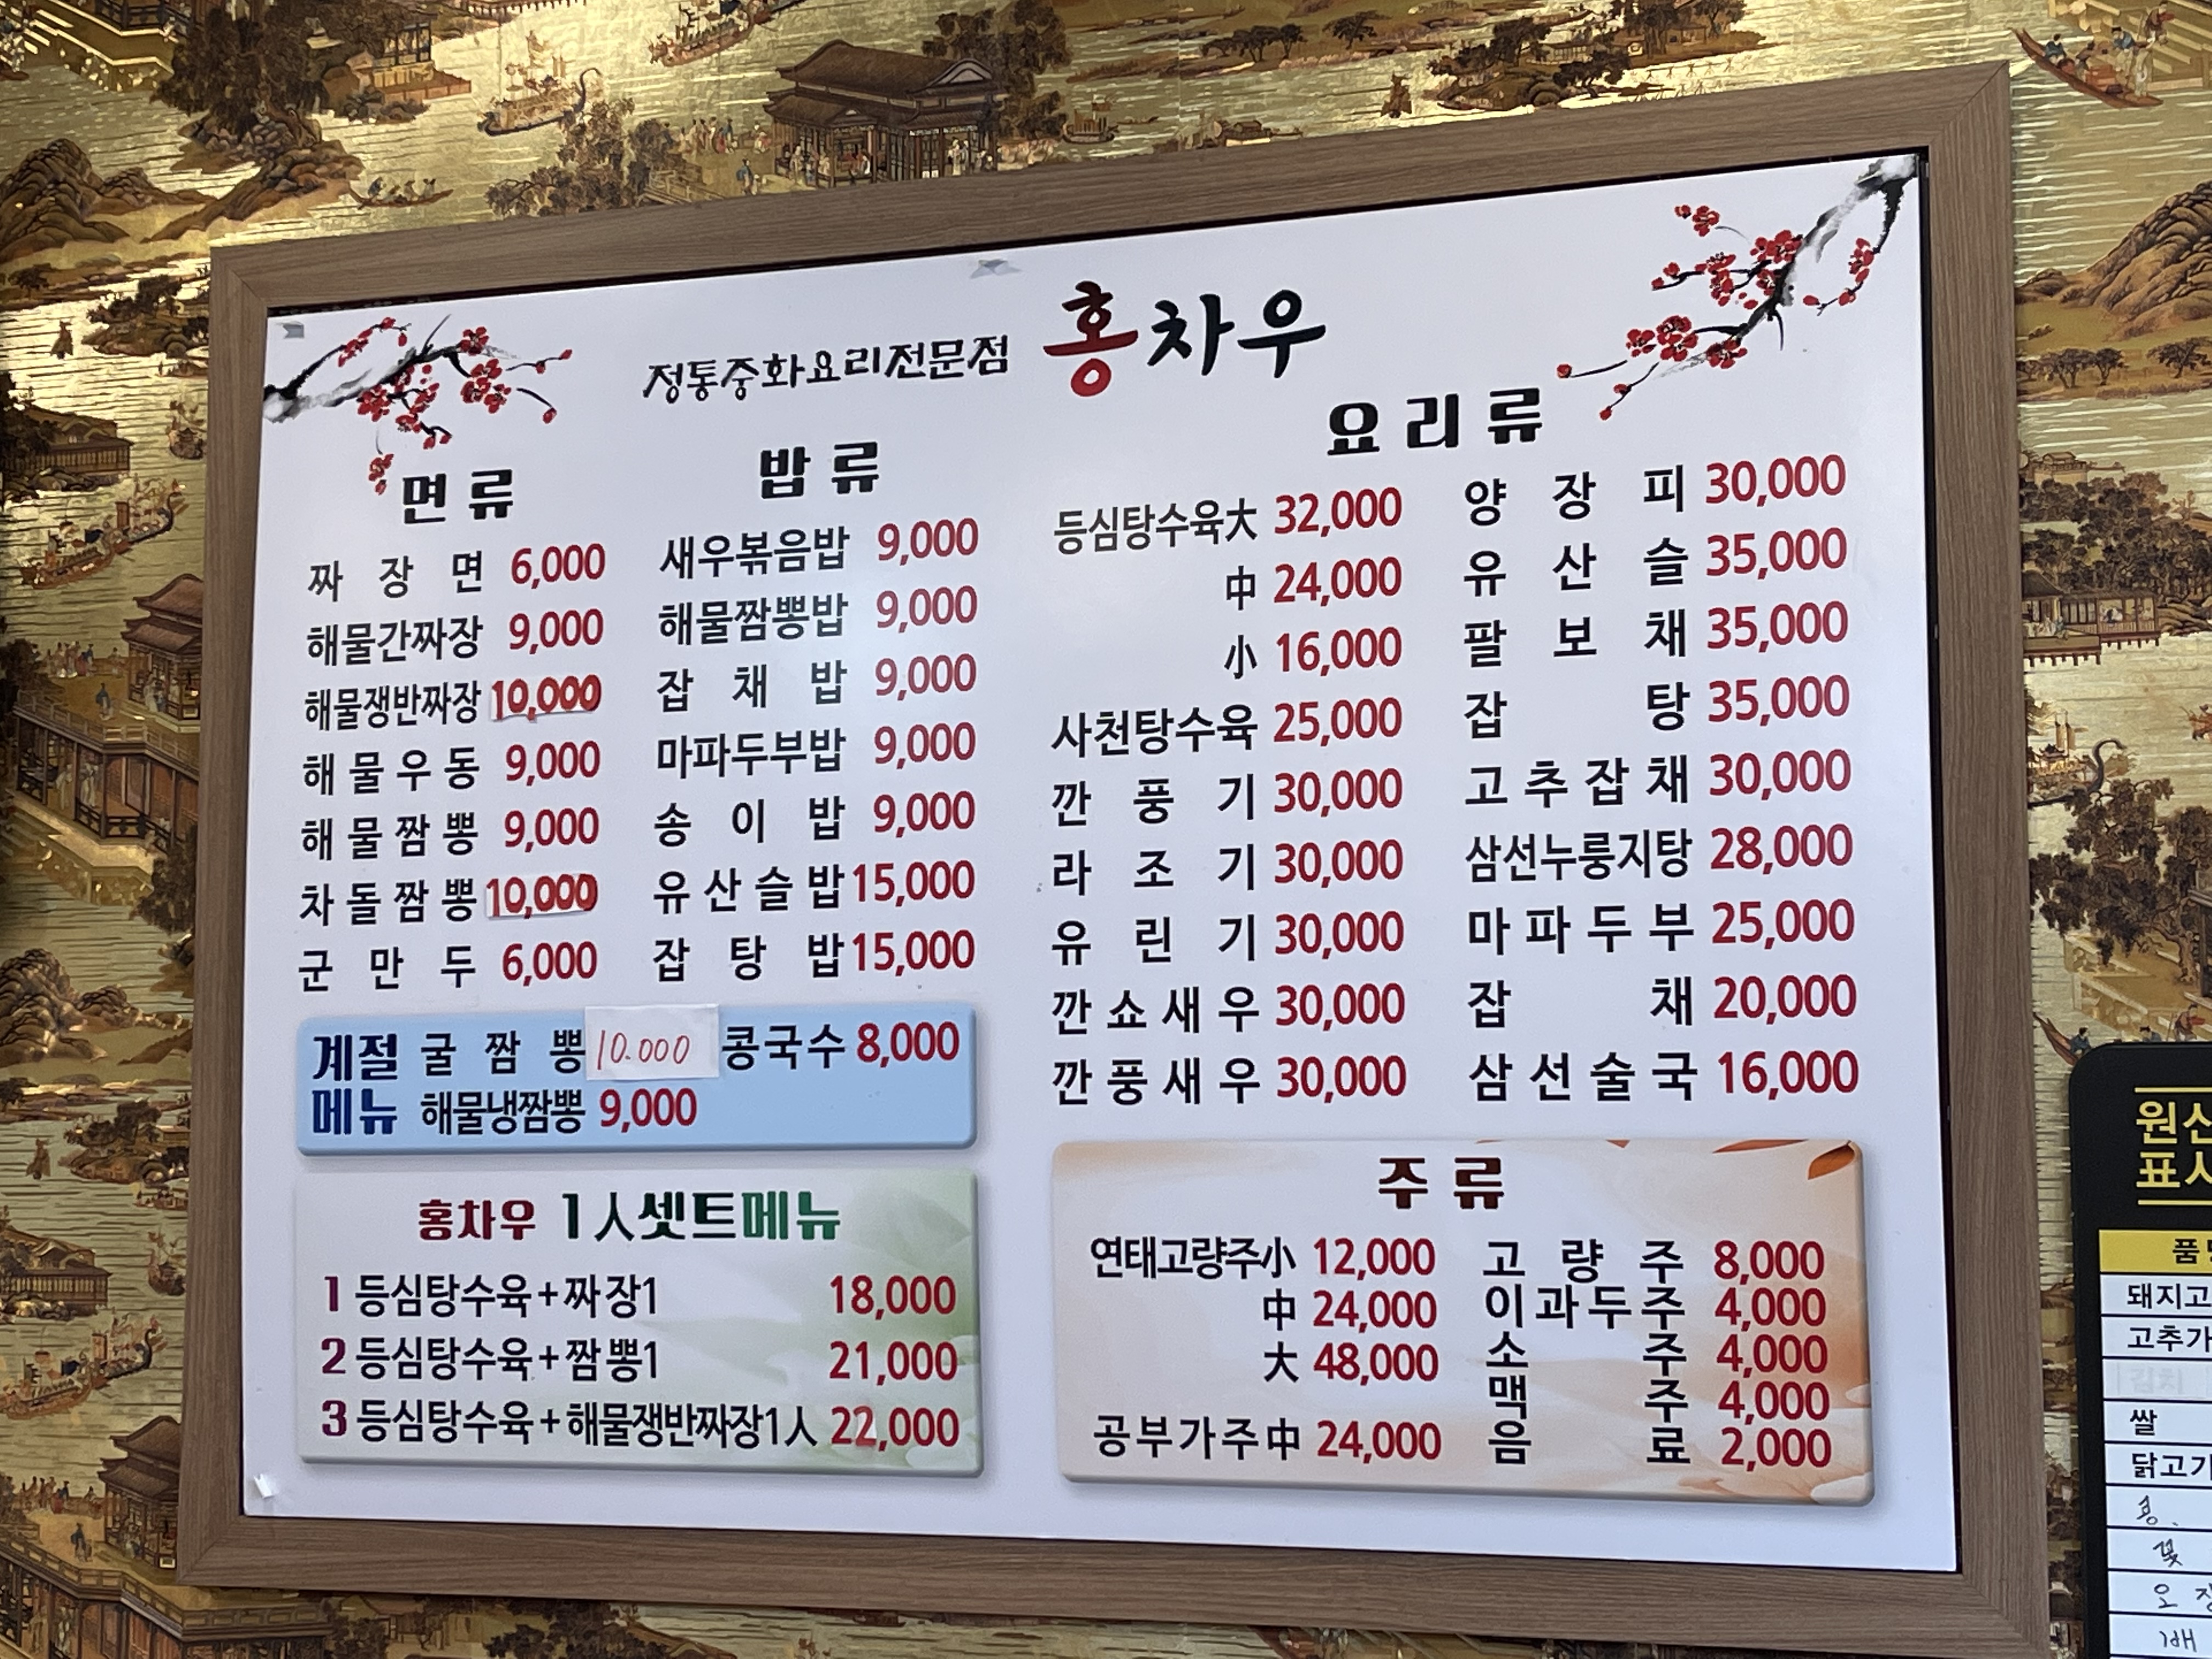 정통중화요리전문점 홍차우
면류
짜장면 6,000
해물간짜장 9,000
해물쟁반짜장 10,000
해물우동 9,000
해물짬뽕 9,000
차돌짬뽕 10,000
군만두 6,000
밥류
새우볶음밥 9,000
해물짬뽕밥 9,000
잡채밥 9,000
마파두부밥 9,000
송이밥 9,000
유산슬밥 15,000
잡탕밥 15,000
요리류
등심탕수육大 32,000
中 24,000
小 16,000
사천탕수육 25,000
깐풍기 30,000
라조기 30,000
유린기 30,000
깐쇼새우 30,000
깐풍새우 30,000
양장피 30,000
유산슬 35,000
팔보채 35,000
잡탕 35,000
고추잡채 30,000
삼선누룽지탕 28,000
마파두부 25,000
잡채 20,000
삼선술국 16,000
계절메뉴
굴짬뽕 10.000 콩국수 8,000
해물냉짬뽕 9,000
홍차우 1人셋트메뉴
1 등심탕수육+짜장1 18,000
2 등심탕수육+짬뽕1 21,000
3 등심탕수육+해물쟁반짜장1人 22,000
주류
연태고량주小 12,000
中 24,000
大 48,000
공부가주中 24,000
고량주 8,000
이과두주 4,000
소주 4,000
맥주 4,000
음료 2,000
원산
표시
품명
돼지고
고추가
김치
쌀
닭고기
콩.
오징